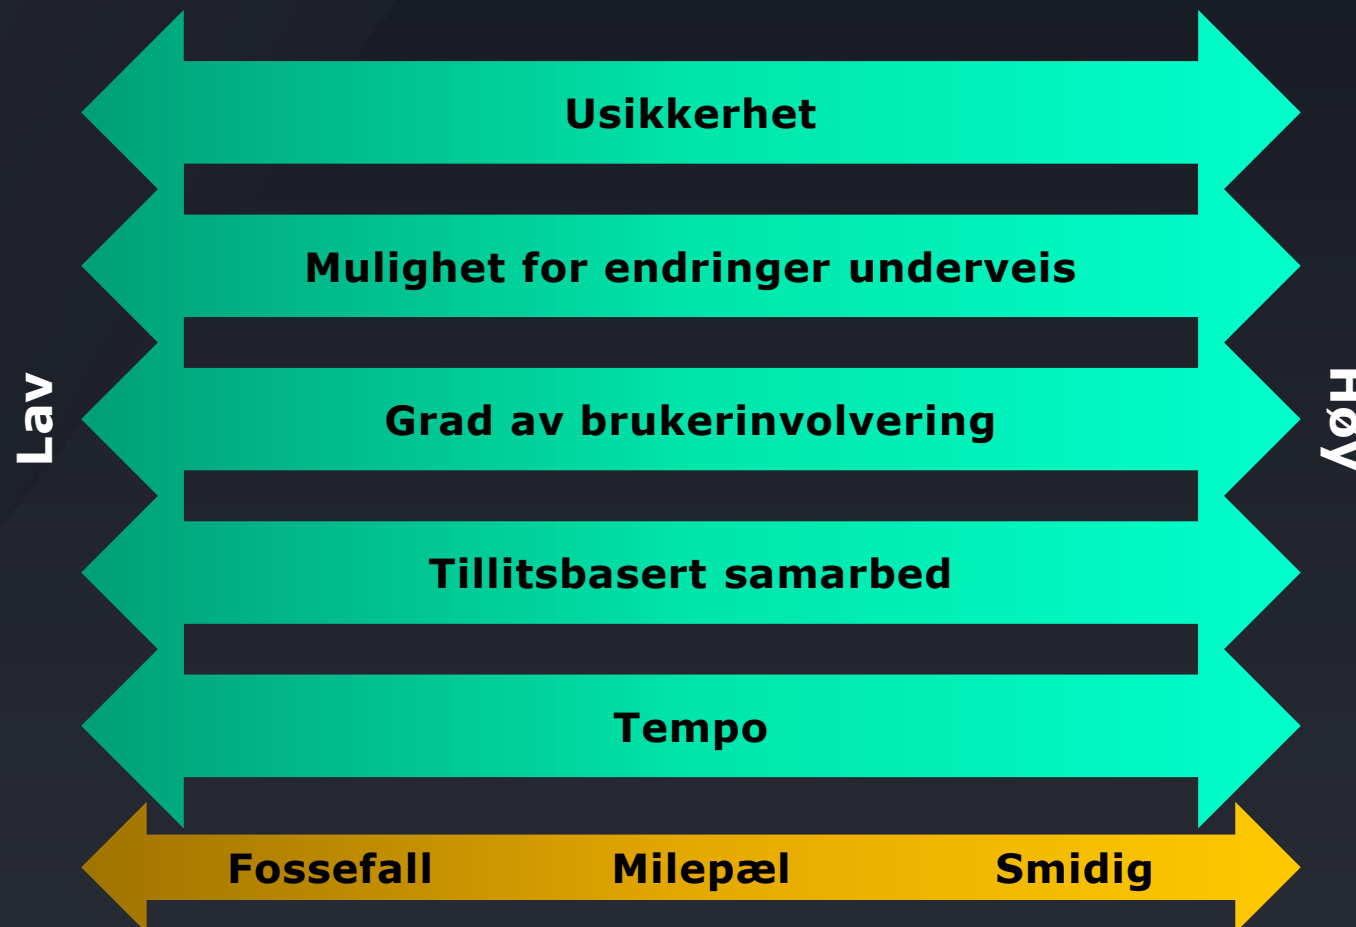 Usikkerhet
Mulighet for endringer underveis
Lav
Høy
Grad av brukerinvolvering
Tillitsbasert samarbed
Tempo
Fossefall Milepæl Smidig